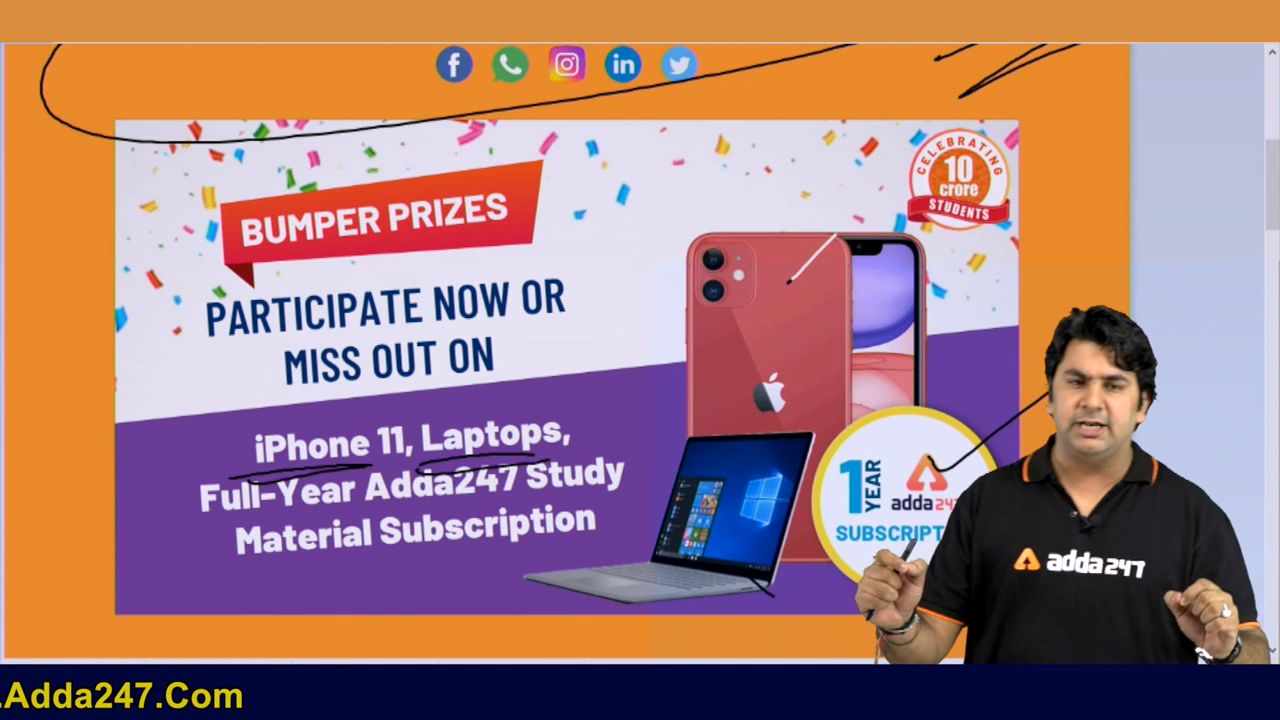 CELEBRATING
10
crore
STUDENTS
BUMPER PRIZES
PARTICIPATE NOW OR
MISS OUT ON
iPhone 11, Laptops,
Full-Year Adda247 Study
Material Subscription
1 YEAR
adda247
SUBSCRIPT
adda247
.Adda247.Com